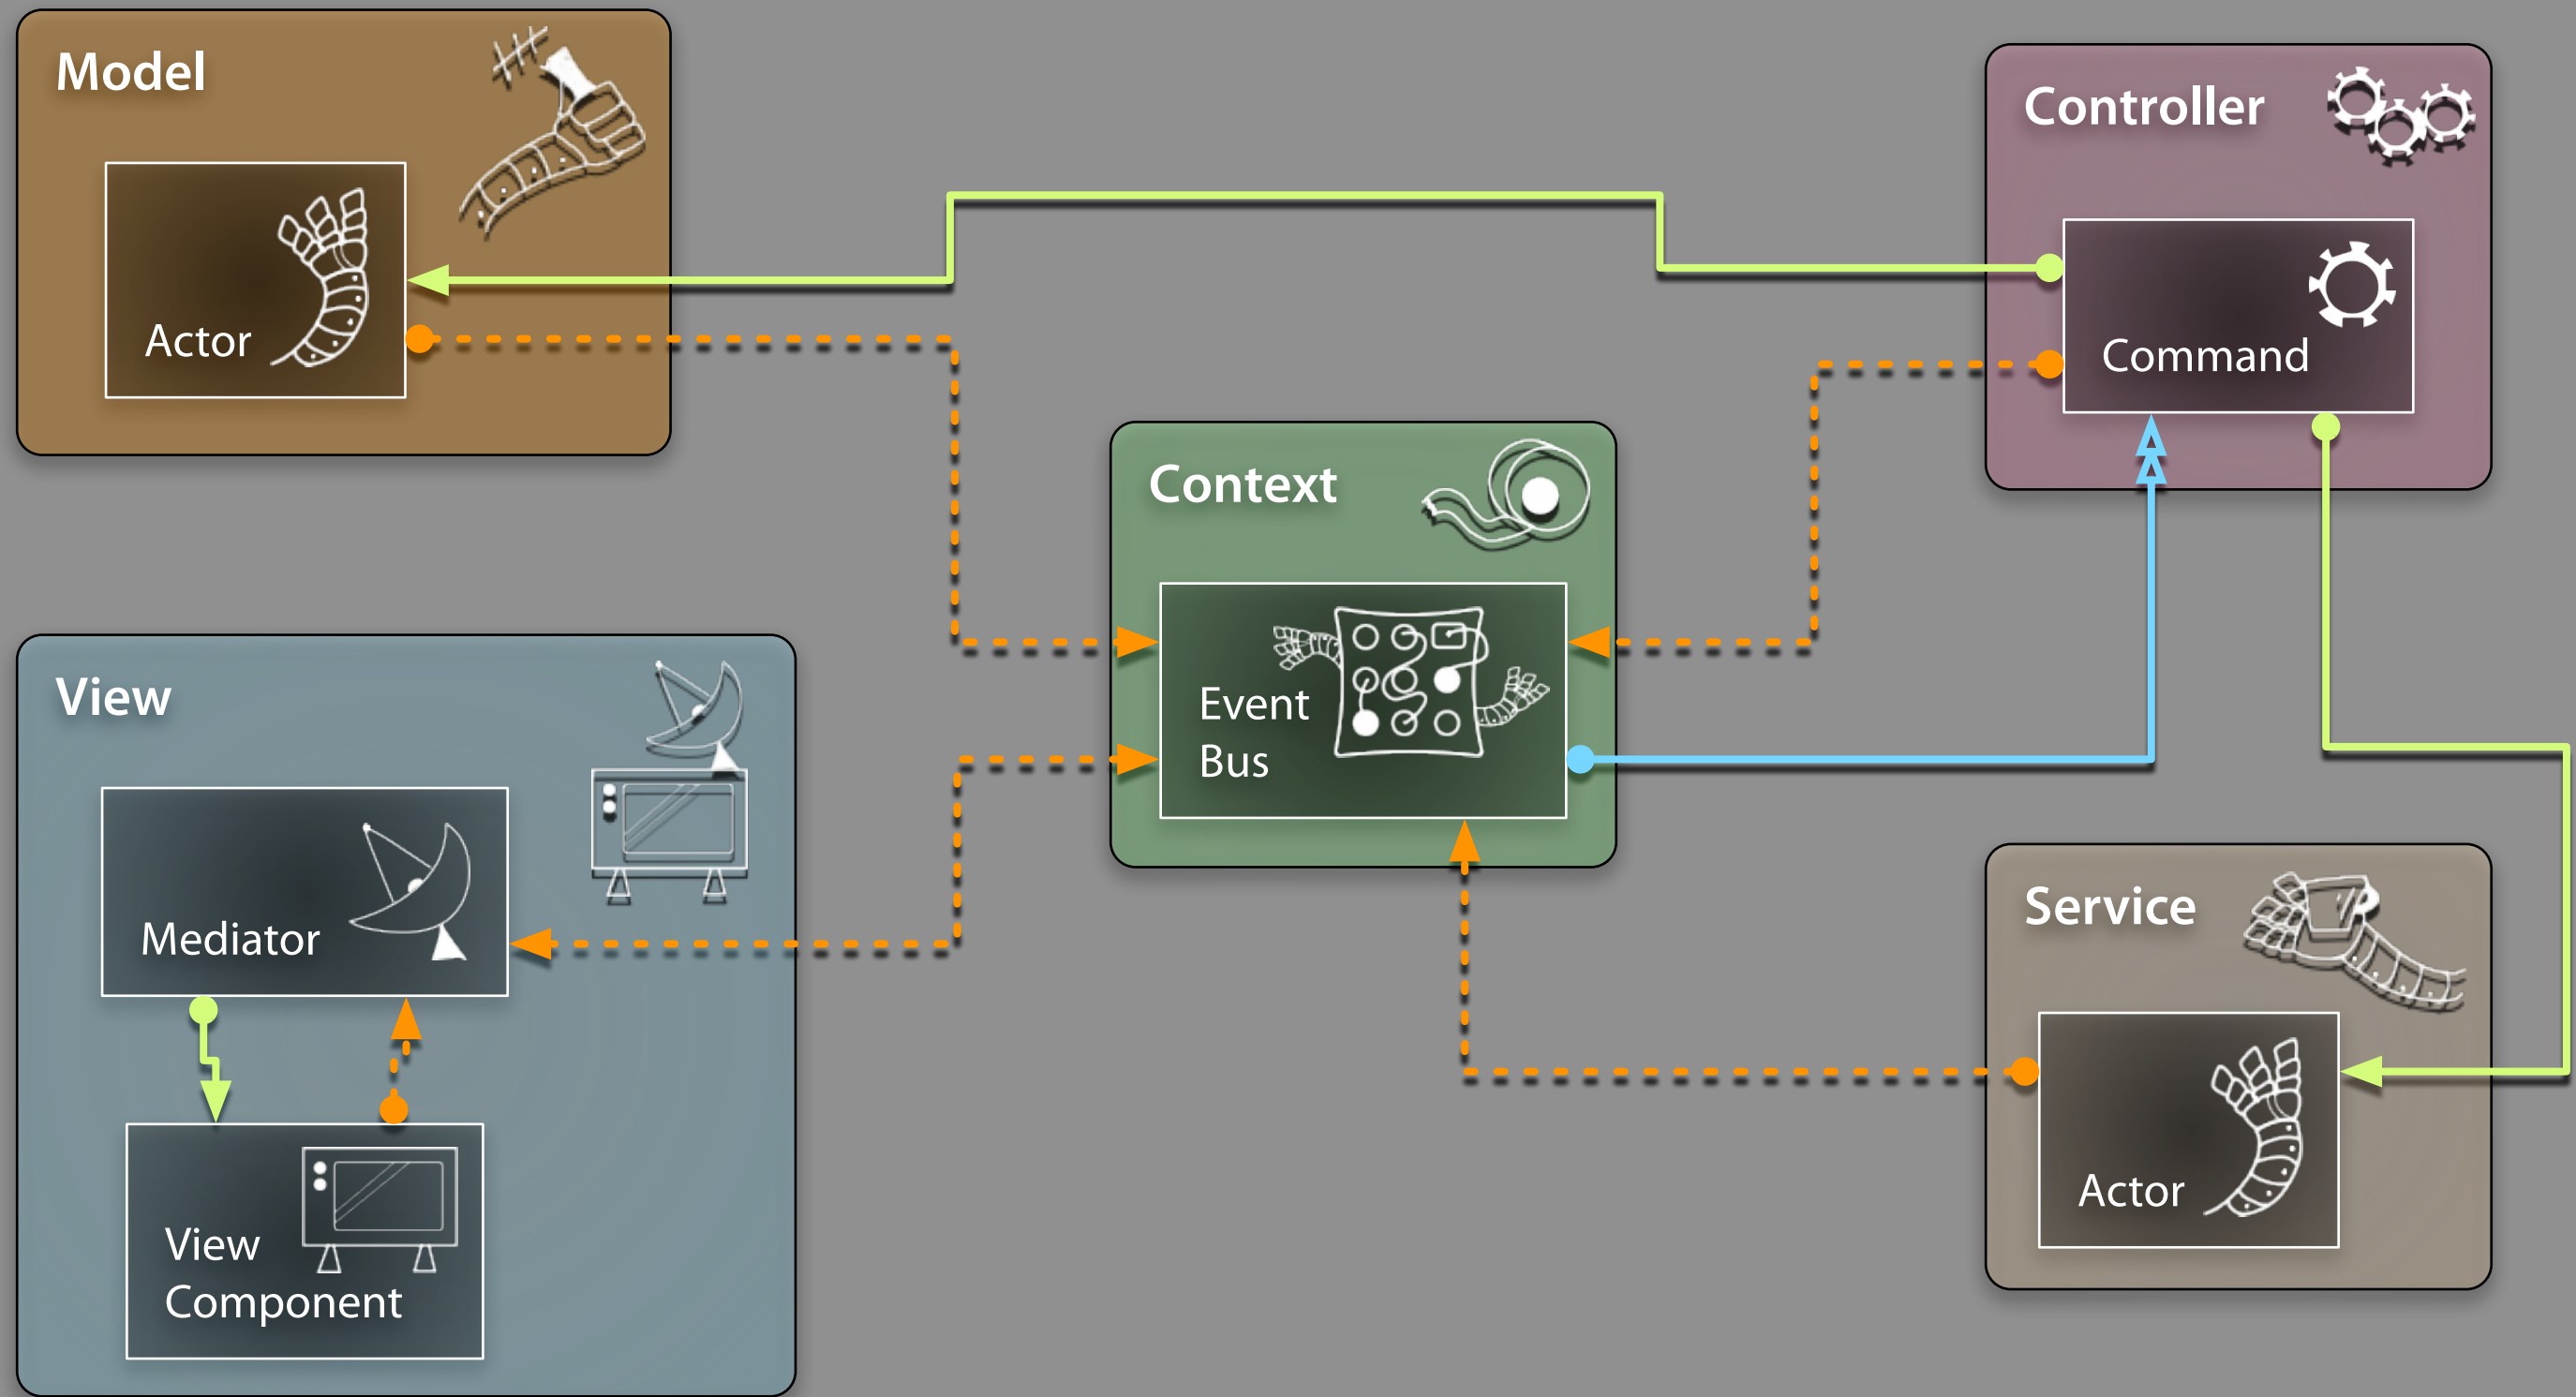 Model
Actor
Controller
Command
Context
Event
Bus
View
Mediator
View
Component
Service
Actor